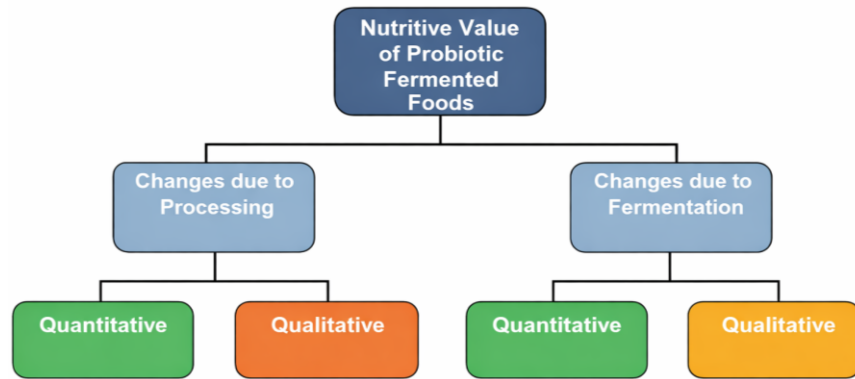 Nutritive Value
of Probiotic
Fermented
Foods
Changes due to
Processing
Changes due to
Fermentation
Quantitative
Qualitative
Quantitative
Qualitative